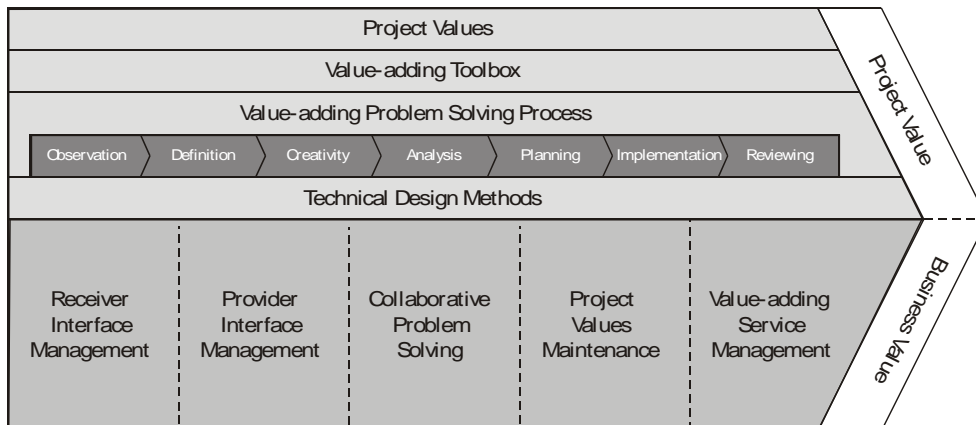 Project Values
Value-adding Toolbox
Value-adding Problem Solving Process
Observation
Definition
Creativity
Analysis
Planning
Implementation
Reviewing
Technical Design Methods
Project Value
Receiver
Interface
Management
Provider
Interface
Management
Collaborative
Problem
Solving
Project
Values
Maintenance
Value-adding
Service
Management
Business Value